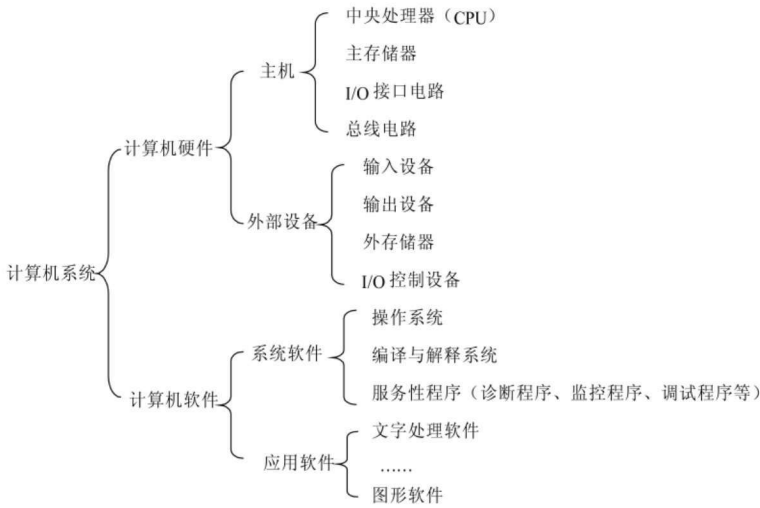 中央处理器（CPU）
主存储器
主机
I/O 接口电路
总线电路
计算机硬件
输入设备
输出设备
外部设备
外存储器
I/O 控制设备
计算机系统
操作系统
系统软件
编译与解释系统
服务性程序（诊断程序、监控程序、调试程序等）
计算机软件
文字处理软件
应用软件
……
图形软件